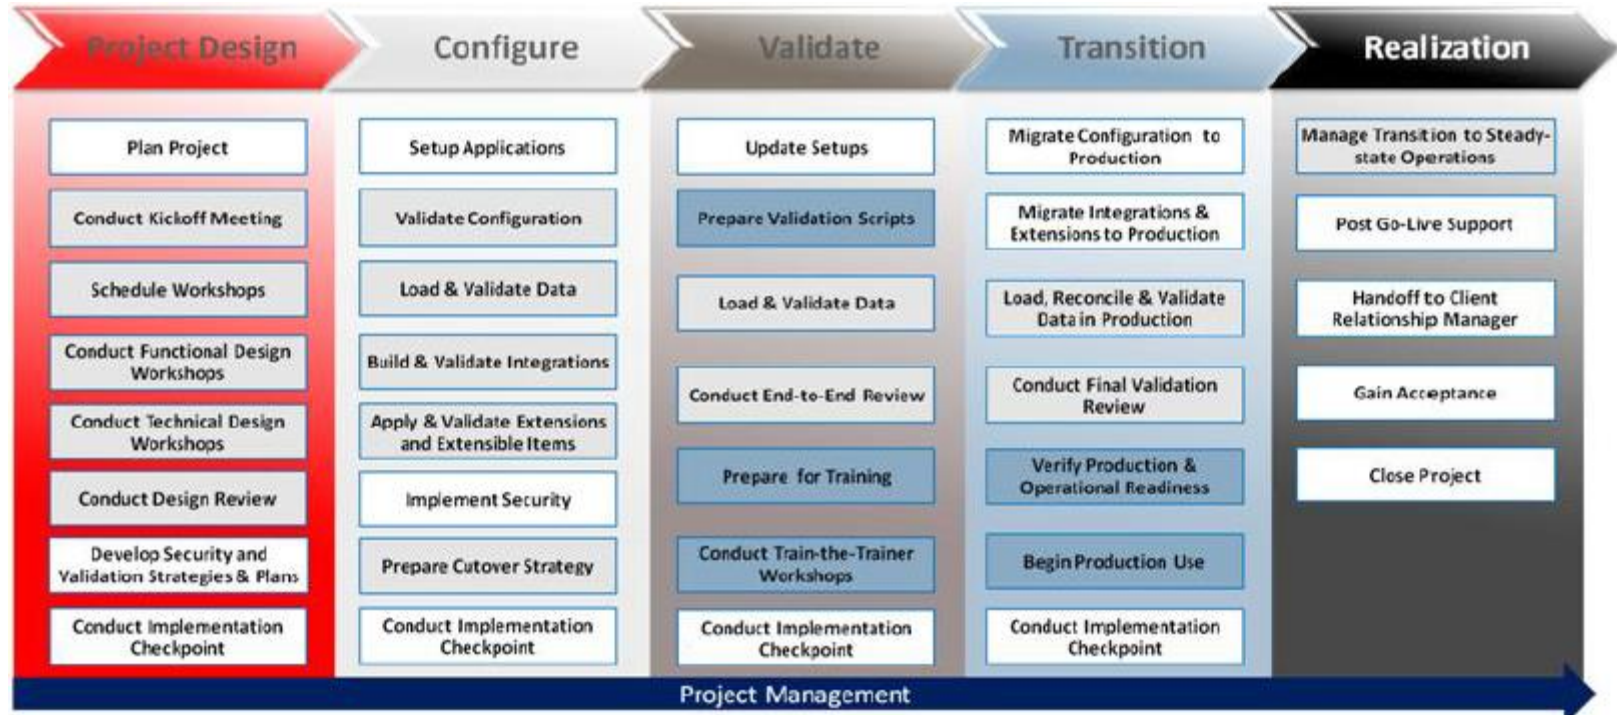 Project Design
Configure
Validate
Transition
Realization
Plan Project
Conduct Kickoff Meeting
Schedule Workshops
Conduct Functional Design
Workshops
Conduct Technical Design
Workshops
Conduct Design Review
Develop Security and
Validation Strategies & Plans
Conduct Implementation
Checkpoint
Setup Applications
Validate Configuration
Load & Validate Data
Build & Validate Integrations
Apply & Validate Extensions
and Extensible Items
Implement Security
Prepare Cutover Strategy
Conduct Implementation
Checkpoint
Update Setups
Prepare Validation Scripts
Load & Validate Data
Conduct End-to-End Review
Prepare for Training
Conduct Train-the-Trainer
Workshops
Conduct Implementation
Checkpoint
Migrate Configuration to
Production
Migrate Integrations &
Extensions to Production
Load, Reconcile & Validate
Data in Production
Conduct Final Validation
Review
Verify Production &
Operational Readiness
Begin Production Use
Conduct Implementation
Checkpoint
Manage Transition to Steady-
state Operations
Post Go-Live Support
Handoff to Client
Relationship Manager
Gain Acceptance
Close Project
Project Management